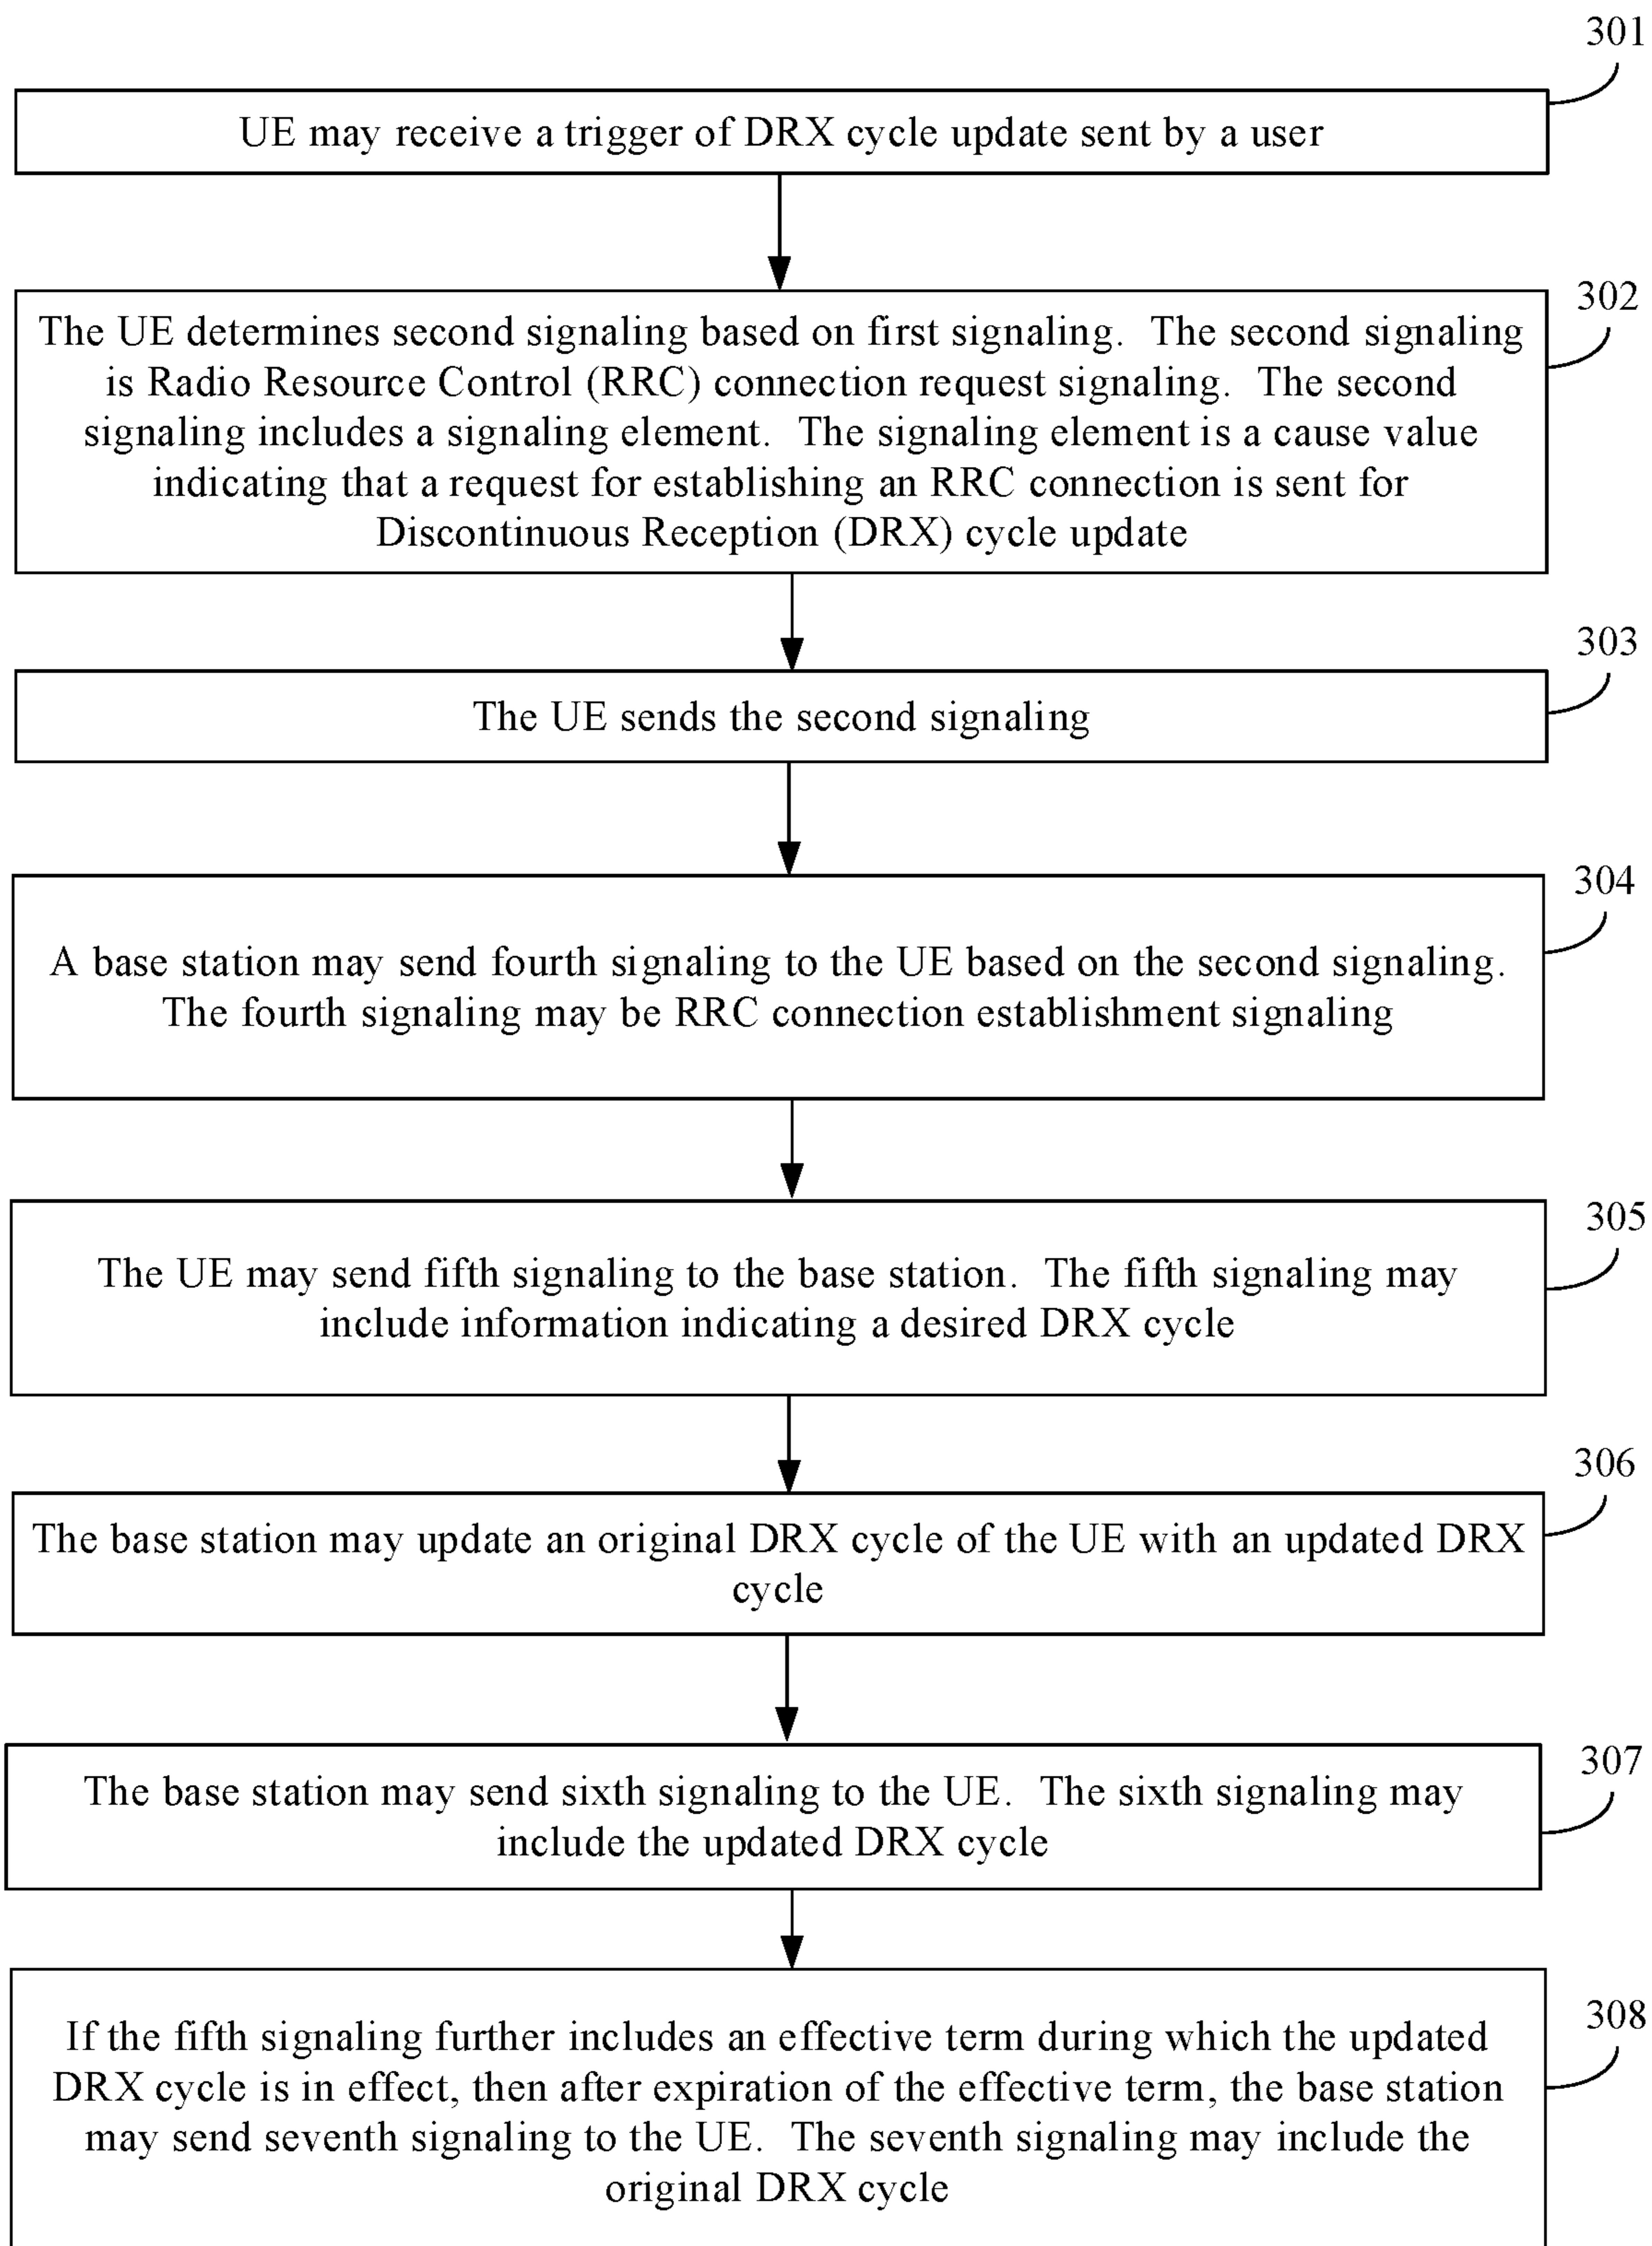 301
UE may receive a trigger of DRX cycle update sent by a user
302
The UE determines second signaling based on first signaling. The second signaling
is Radio Resource Control (RRC) connection request signaling. The second
signaling includes a signaling element. The signaling element is a cause value
indicating that a request for establishing an RRC connection is sent for
Discontinuous Reception (DRX) cycle update
303
The UE sends the second signaling
304
A base station may send fourth signaling to the UE based on the second signaling.
The fourth signaling may be RRC connection establishment signaling
305
The UE may send fifth signaling to the base station. The fifth signaling may
include information indicating a desired DRX cycle
306
The base station may update an original DRX cycle of the UE with an updated DRX
cycle
307
The base station may send sixth signaling to the UE. The sixth signaling may
include the updated DRX cycle
308
If the fifth signaling further includes an effective term during which the updated
DRX cycle is in effect, then after expiration of the effective term, the base station
may send seventh signaling to the UE. The seventh signaling may include the
original DRX cycle